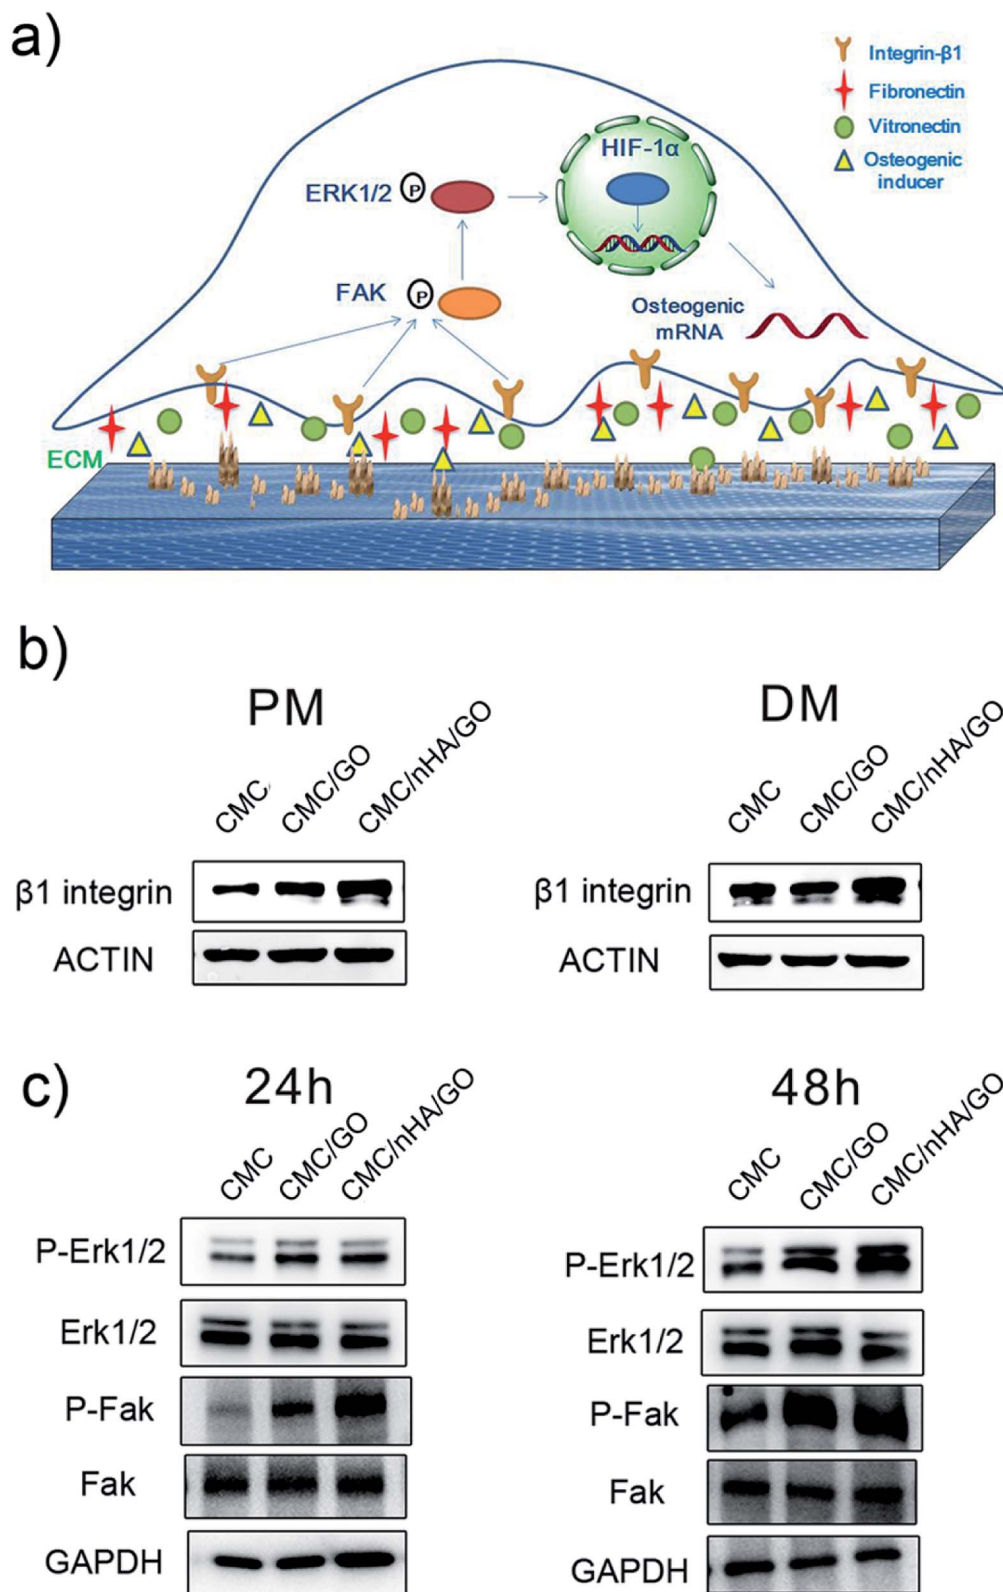 a)
Integrin-β1
Fibronectin
Vitronectin
Osteogenic
inducer
HIF-1α
ERK1/2
P
FAK
P
Osteogenic
mRNA
ECM
b)
PM
DM
CMC
CMC/GO
CMC/nHA/GO
CMC
CMC/GO
CMC/nHA/GO
β1 integrin
β1 integrin
ACTIN
ACTIN
c)
24h
48h
CMC
CMC/GO
CMC/nHA/GO
CMC
CMC/GO
CMC/nHA/GO
P-Erk1/2
P-Erk1/2
Erk1/2
Erk1/2
P-Fak
P-Fak
Fak
Fak
GAPDH
GAPDH